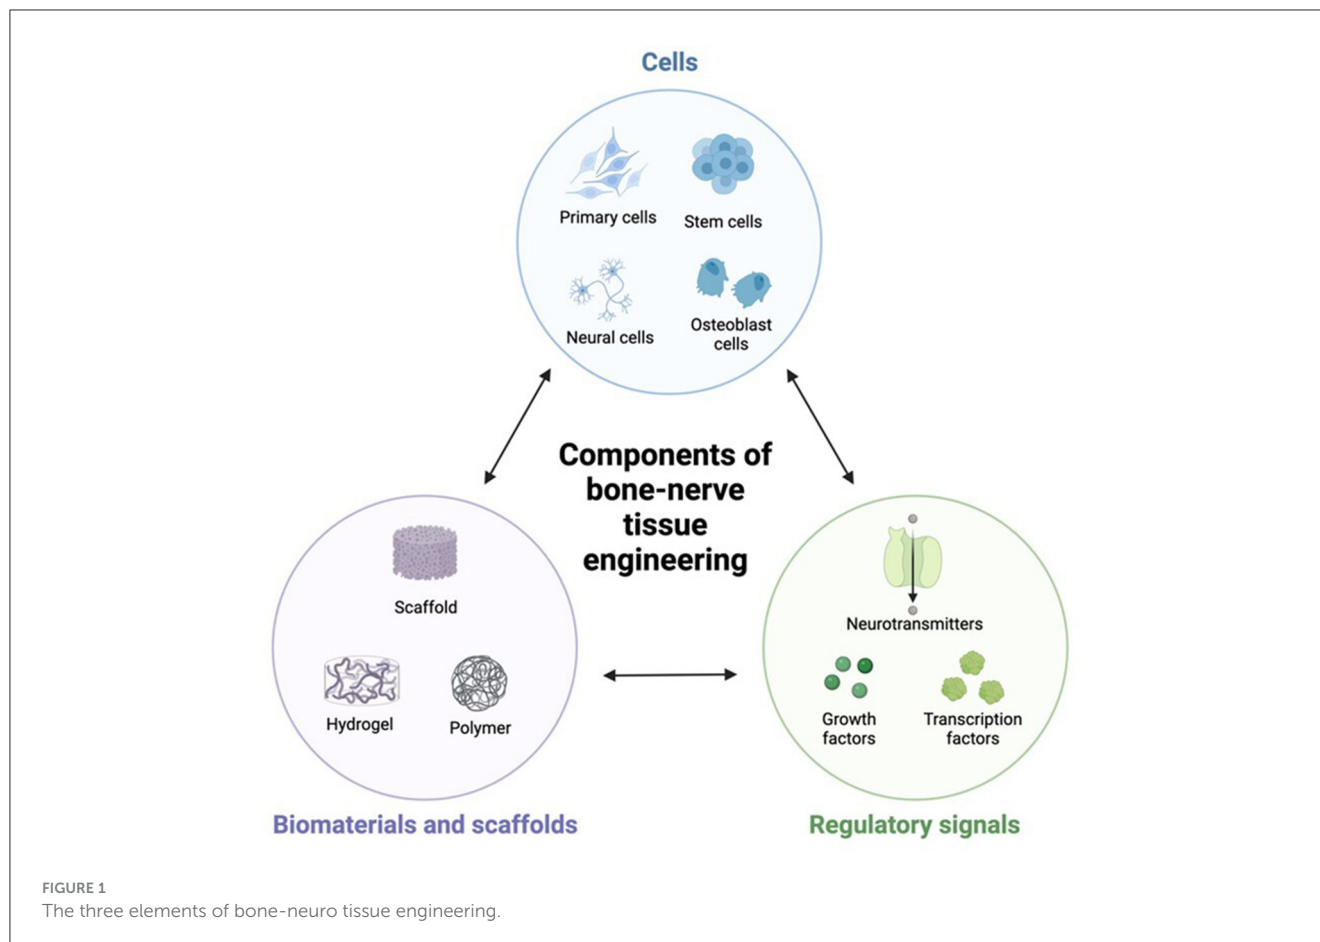 Cells
Primary cells
Stem cells
Neural cells
Osteoblast
cells
Components of
bone-nerve
tissue
engineering
Scaffold
Hydrogel
Polymer
Biomaterials and scaffolds
Neurotransmitters
Growth
factors
Transcription
factors
Regulatory signals
FIGURE 1
The three elements of bone-neuro tissue engineering.